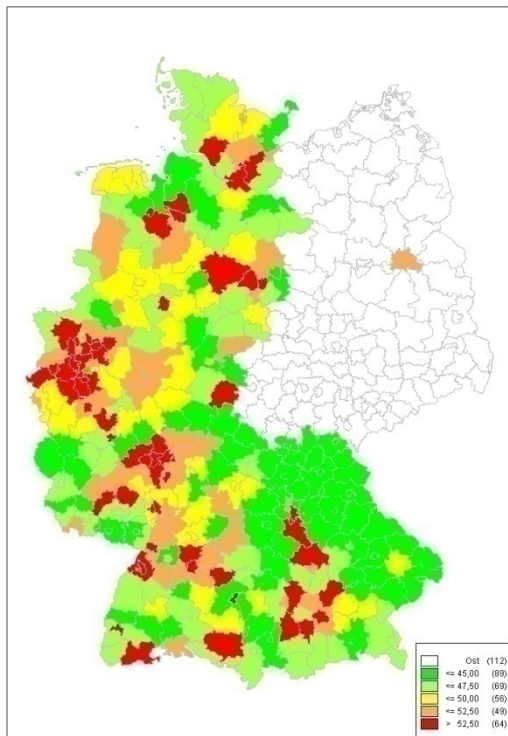 Ost (112)
<= 45,00 (89)
<= 47,50 (69)
<= 50,00 (56)
<= 52,50 (49)
> 52,50 (64)